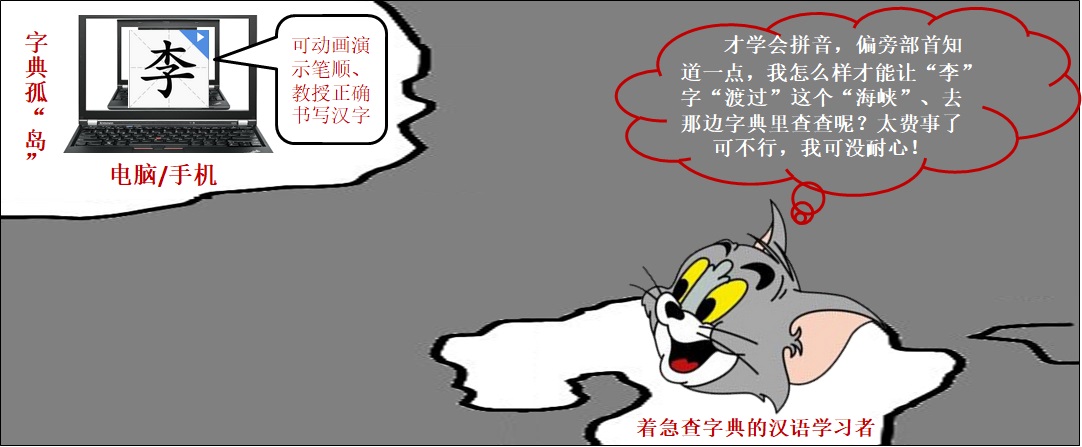 字典孤“岛”
李
可动画演
示笔顺、
教授正确
书写汉字
电脑/手机
才学会拼音，偏旁部首知
道一点，我怎么样才能让“李”
字“渡过”这个“海峡”、去
那边字典里查查呢？太费事了
可不行，我可没耐心！
着急查字典的汉语学习者